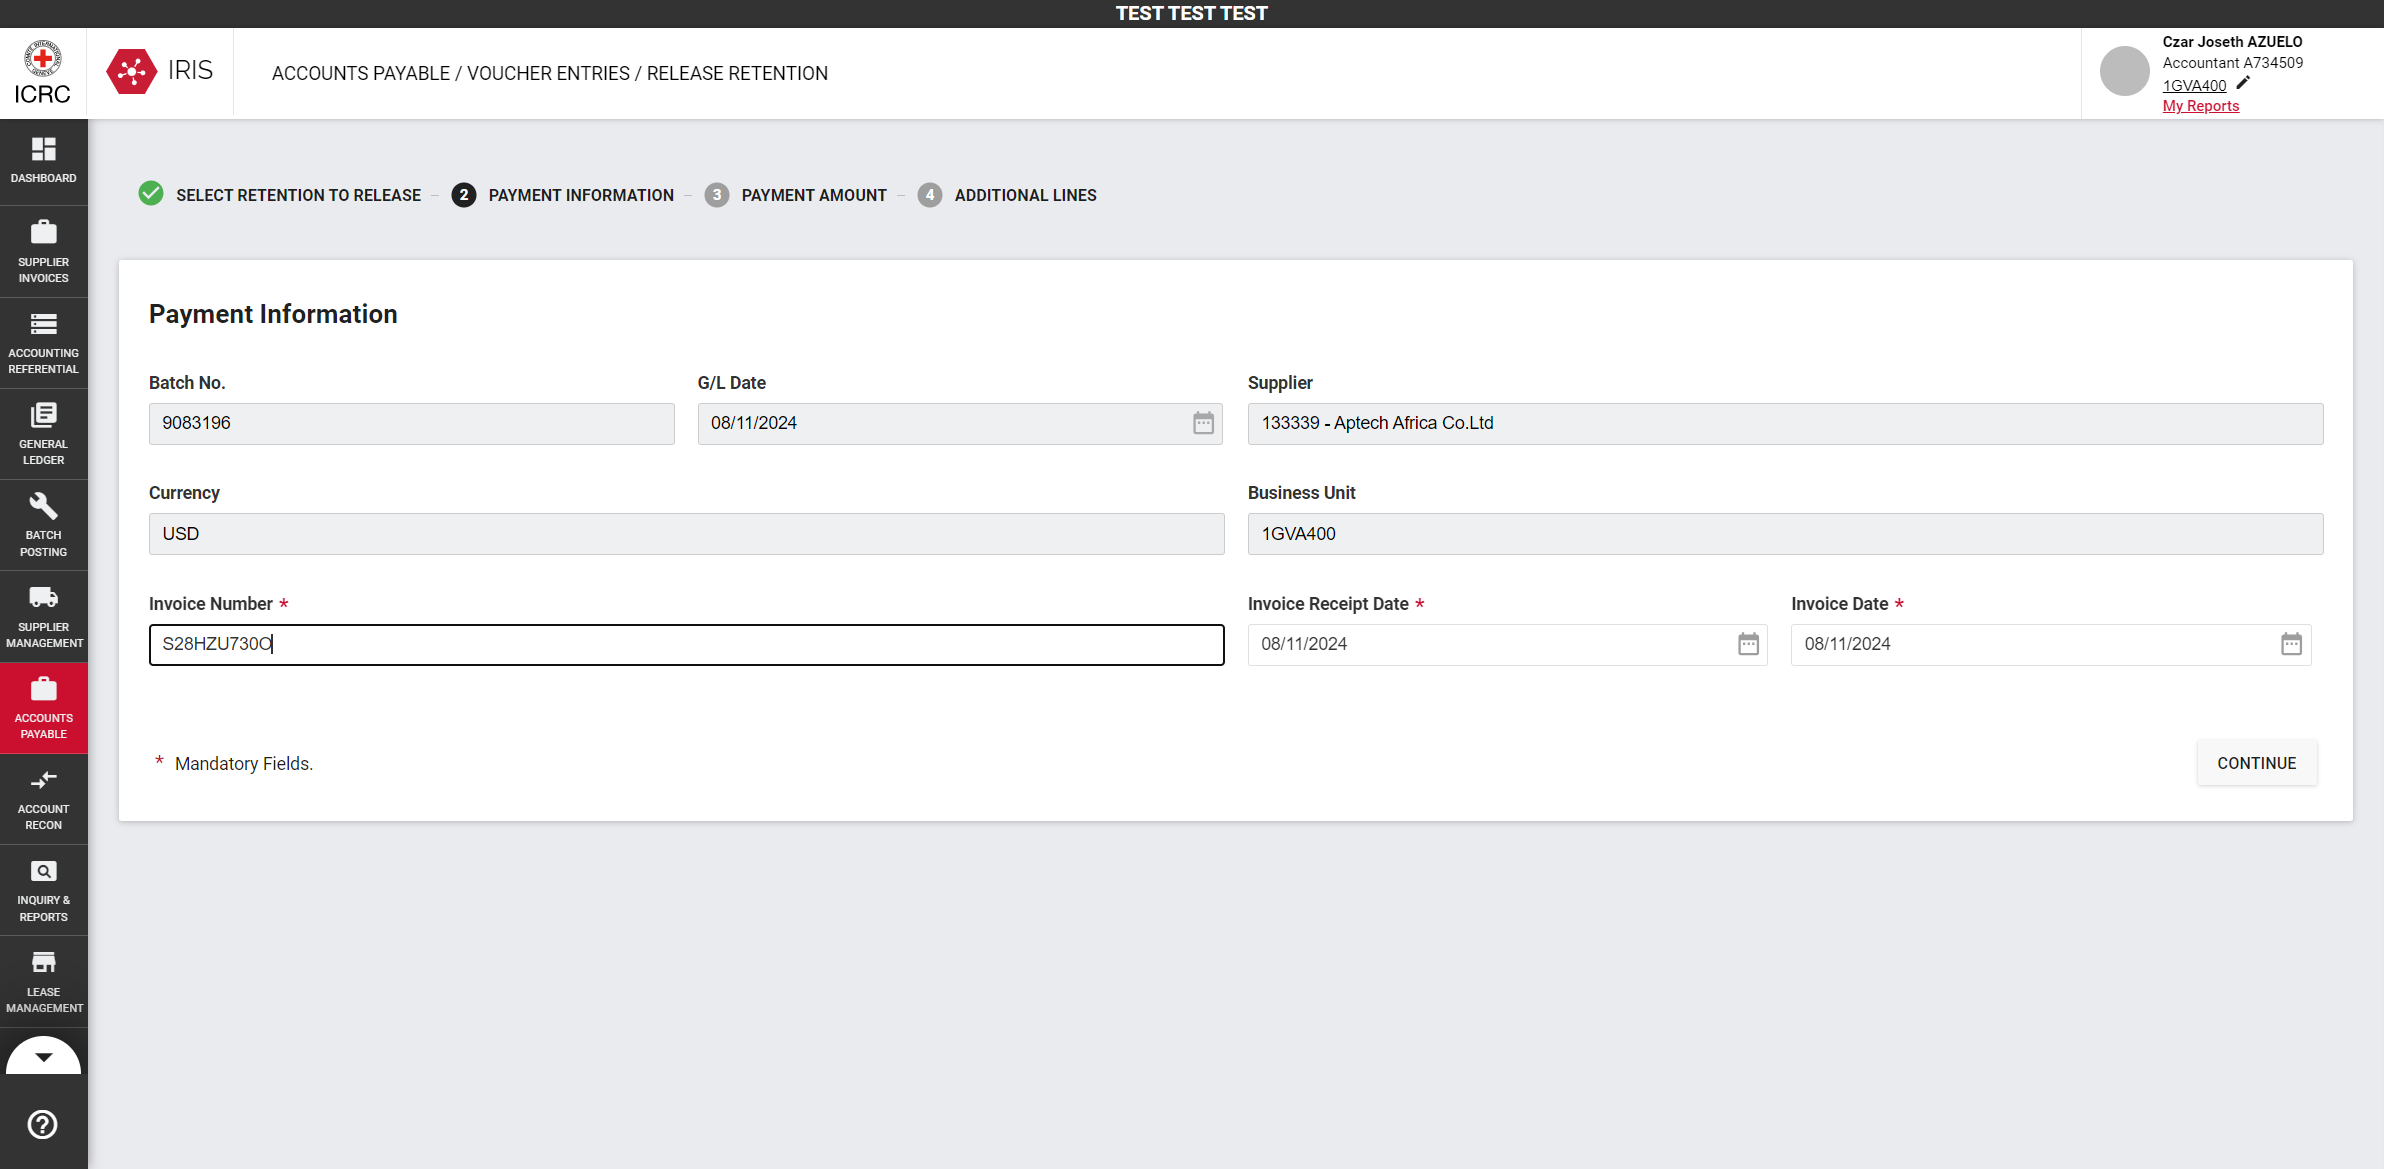 TEST TEST TEST
COMITE INTERNATIONAL GENEVE
ICRC
IRIS
ACCOUNTS PAYABLE / VOUCHER ENTRIES / RELEASE RETENTION
Czar Joseth AZUELO
Accountant A734509
1GVA400
My Reports
DASHBOARD
SUPPLIER
INVOICES
ACCOUNTING
REFERENTIAL
GENERAL
LEDGER
BATCH
POSTING
SUPPLIER
MANAGEMENT
ACCOUNTS
PAYABLE
ACCOUNT
RECON
INQUIRY &
REPORTS
LEASE
MANAGEMENT
SELECT RETENTION TO RELEASE – 2 PAYMENT INFORMATION – 3 PAYMENT AMOUNT – 4 ADDITIONAL LINES
Payment Information
Batch No.
9083196
G/L Date
08/11/2024
Supplier
133339 - Aptech Africa Co.Ltd
Currency
USD
Business Unit
1GVA400
Invoice Number *
S28HZU730O
Invoice Receipt Date *
08/11/2024
Invoice Date *
08/11/2024
* Mandatory Fields.
CONTINUE